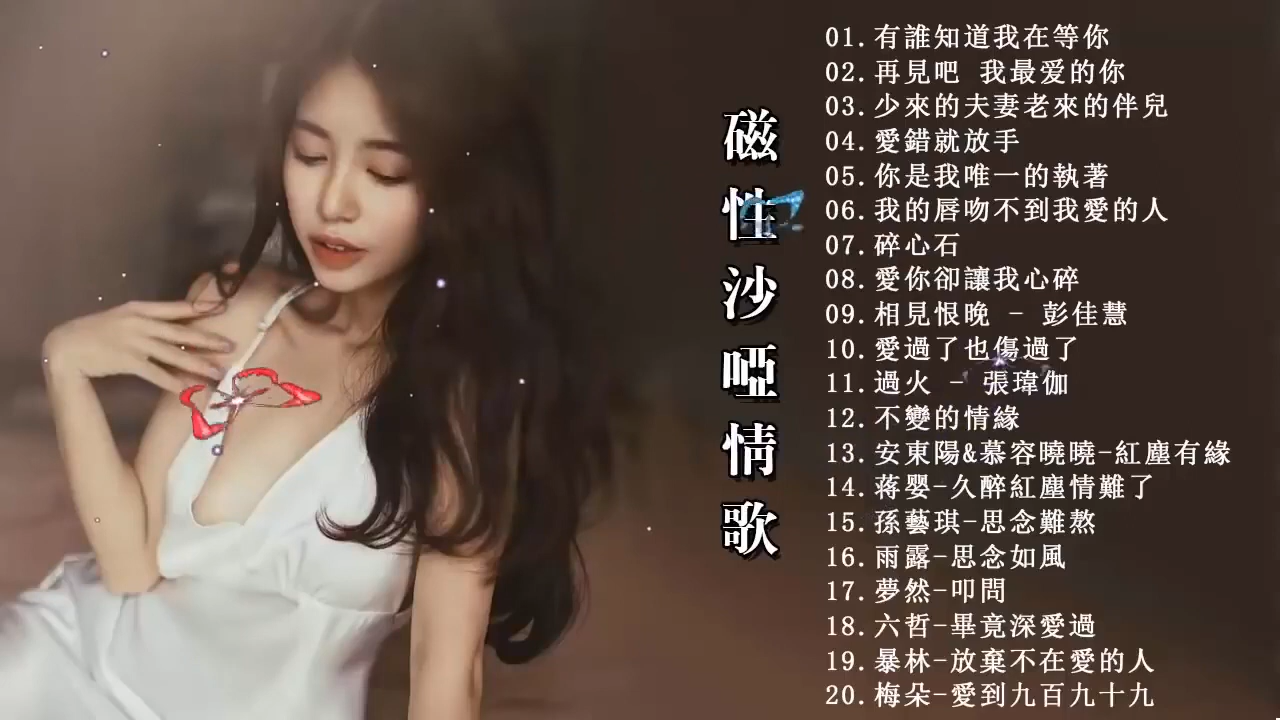 磁性沙啞情歌
01.有誰知道我在等你
02.再見吧 我最爱的你
03.少來的夫妻老來的伴兒
04.愛錯就放手
05.你是我唯一的執著
06.我的唇吻不到我愛的人
07.碎心石
08.愛你卻讓我心碎
09.相見恨晚 - 彭佳慧
10.愛過了也傷過了
11.過火 - 張瑋伽
12.不變的情緣
13.安東陽&慕容曉曉-紅塵有緣
14.蒋婴-久醉紅塵情難了
15.孫藝琪-思念難熬
16.雨露-思念如風
17.夢然-叩問
18.六哲-畢竟深愛過
19.暴林-放棄不在愛的人
20.梅朵-愛到九百九十九